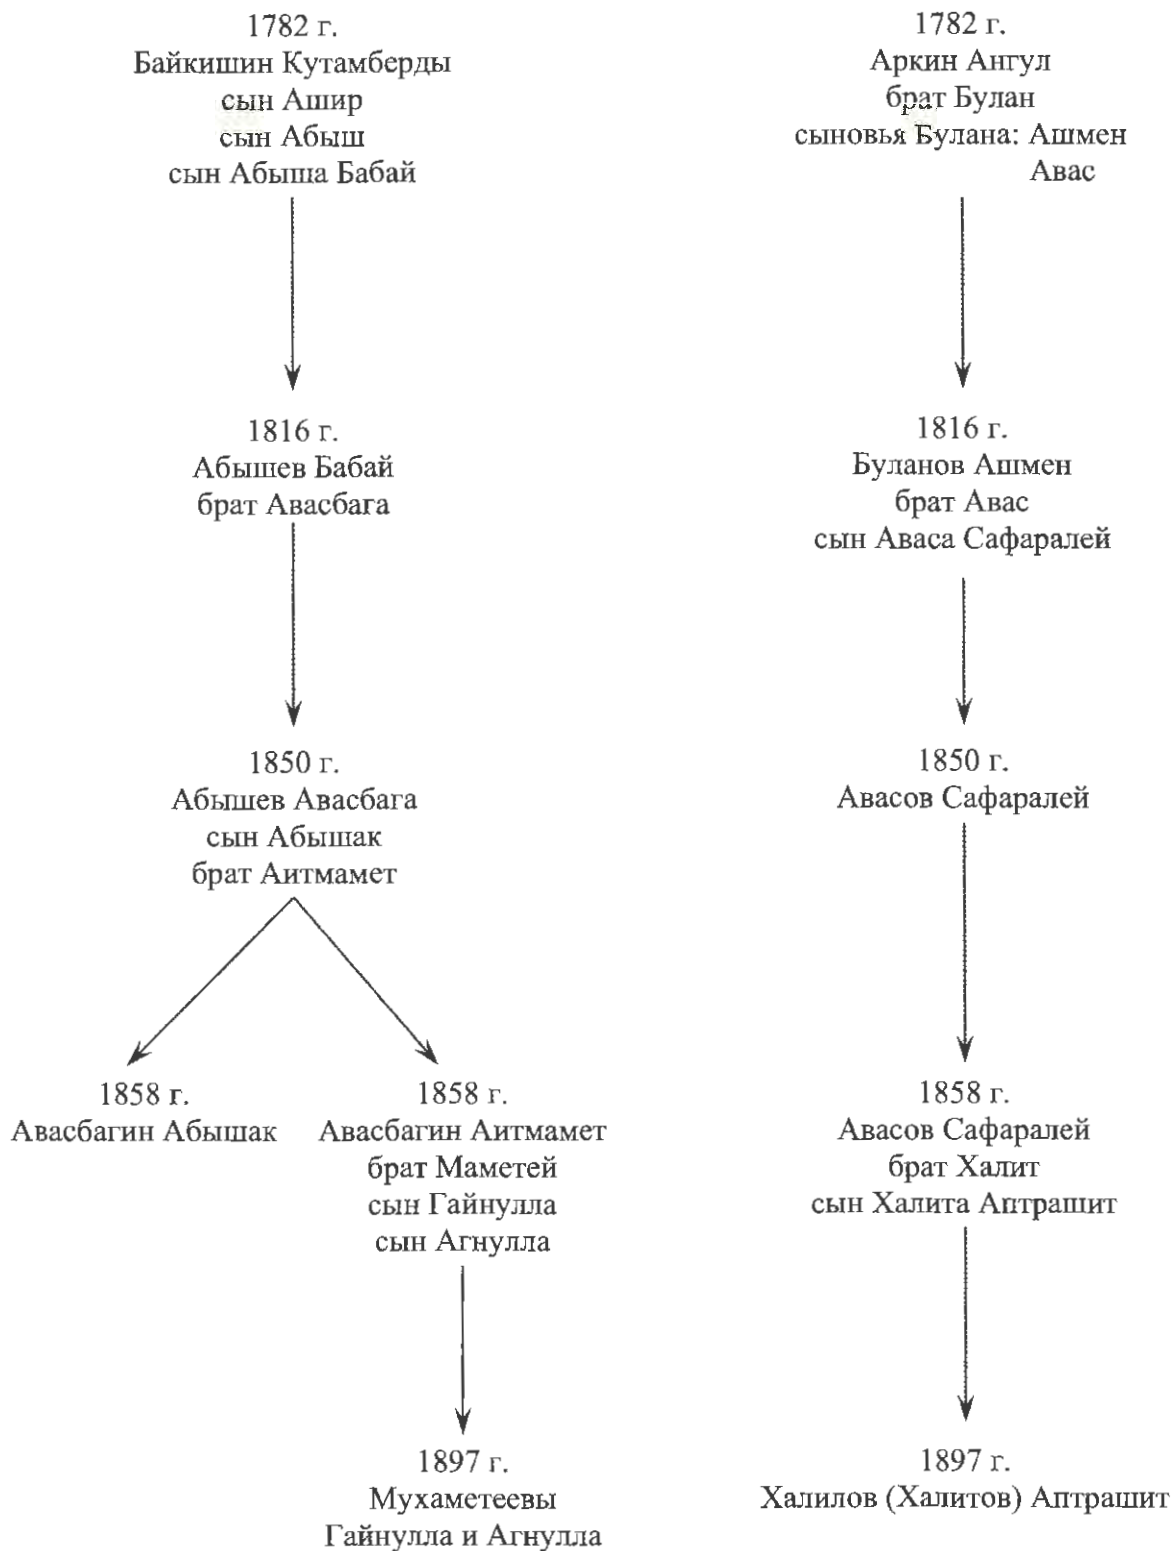 1782 г.
Байкишин Кутамберды
сын Ашир
сын Абыш
сын Абыша Бабай
1816 г.
Абышев Бабай
брат Авасбага
1850 г.
Абышев Авасбага
сын Абышак
брат Аитмамет
1858 г.
Авасбагин Абышак
1858 г.
Авасбагин Аитмамет
брат Маметей
сын Гайнулла
сын Агнулла
1897 г.
Мухаметеевы
Гайнулла и Агнулла
1782 г.
Аркин Ангул
брат Булан
сыновья Булана: Ашмен
Авас
1816 г.
Буланов Ашмен
брат Авас
сын Аваса Сафаралей
1850 г.
Авасов Сафаралей
1858 г.
Авасов Сафаралей
брат Халит
сын Халита Аптрашит
1897 г.
Халилов (Халитов) Аптрашит